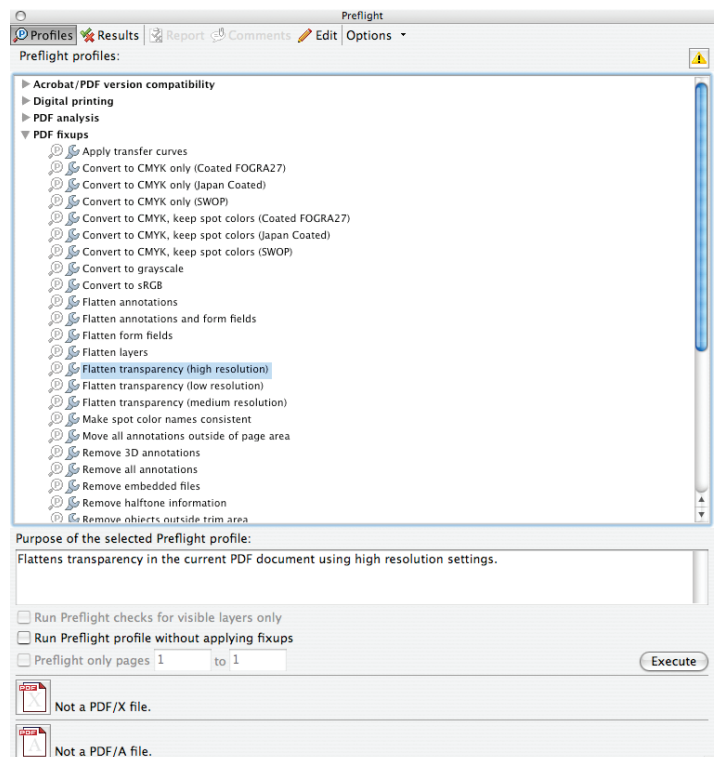 Preflight
Profiles Results Report Comments Edit Options
Preflight profiles:
Acrobat/PDF version compatibility
Digital printing
PDF analysis
PDF fixups
Apply transfer curves
Convert to CMYK only (Coated FOGRA27)
Convert to CMYK only (Japan Coated)
Convert to CMYK only (SWOP)
Convert to CMYK, keep spot colors (Coated FOGRA27)
Convert to CMYK, keep spot colors (Japan Coated)
Convert to CMYK, keep spot colors (SWOP)
Convert to grayscale
Convert to sRGB
Flatten annotations
Flatten annotations and form fields
Flatten form fields
Flatten layers
Flatten transparency (high resolution)
Flatten transparency (low resolution)
Flatten transparency (medium resolution)
Make spot color names consistent
Move all annotations outside of page area
Remove 3D annotations
Remove all annotations
Remove embedded files
Remove halftone information
Remove objects outside trim area
Purpose of the selected Preflight profile:
Flattens transparency in the current PDF document using high resolution settings.
Run Preflight checks for visible layers only
Run Preflight profile without applying fixups
Preflight only pages 1 to 1 Execute
PDF X Not a PDF/X file.
PDF A Not a PDF/A file.